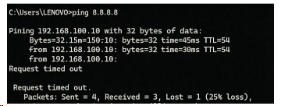 C:\Users\LENOVO>ping 8.8.8.8
Pining 192.168.100.10 with 32 bytes of data:
Bytes=32.15m=150:10: bytes=32 time=45ms TTL=54
from 192.168.100.10: bytes=32 time=30ms TTL=54
from 192.168.100.10:
Request timed out
Request timed out.
Packets: Sent = 4, Received = 3, Lost = 1 (25% loss),